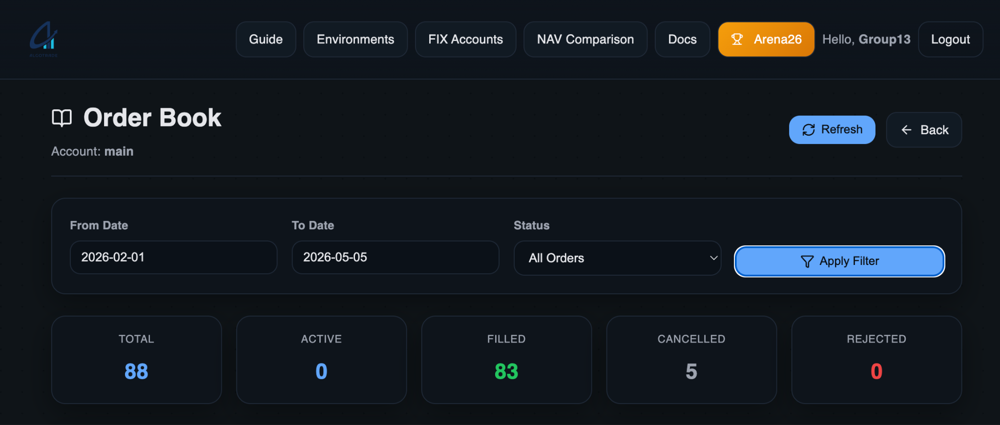 ALGOTRADE
Guide
Environments
FIX Accounts
NAV Comparison
Docs
Arena26
Hello, Group13
Logout
Order Book
Account: main
Refresh
Back
From Date
To Date
Status
2026-02-01
2026-05-05
All Orders
Apply Filter
TOTAL
ACTIVE
FILLED
CANCELLED
REJECTED
88
0
83
5
0